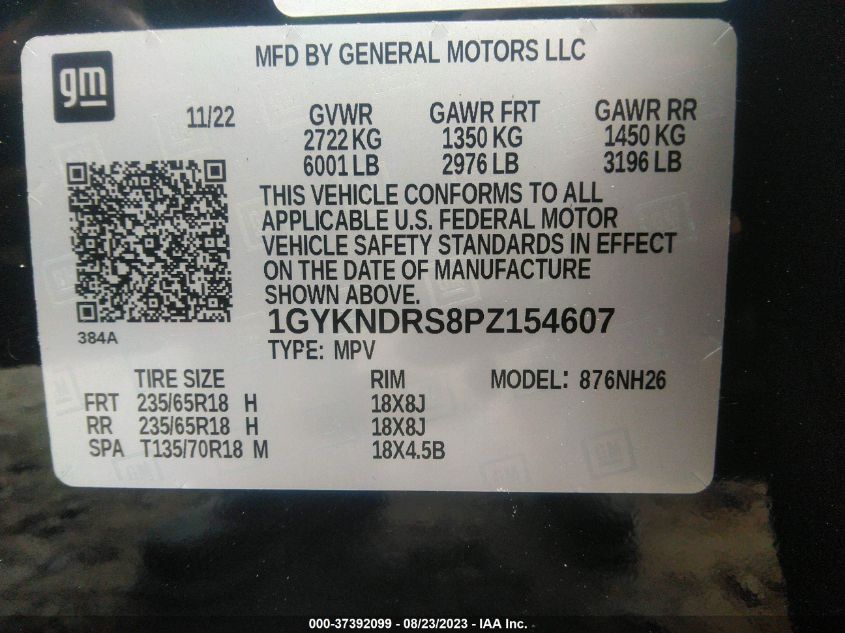 gm
MFD BY GENERAL MOTORS LLC
11/22 GVWR GAWR FRT GAWR RR
2722 KG 1350 KG 1450 KG
6001 LB 2976 LB 3196 LB
THIS VEHICLE CONFORMS TO ALL
APPLICABLE U.S. FEDERAL MOTOR
VEHICLE SAFETY STANDARDS IN EFFECT
ON THE DATE OF MANUFACTURE
SHOWN ABOVE.
384A
1GYKNDRS8PZ154607
TYPE: MPV
TIRE SIZE RIM MODEL: 876NH26
FRT 235/65R18 H 18X8J
RR 235/65R18 H 18X8J
SPA T135/70R18 M 18X4.5B
000-37392099 - 08/23/2023 - IAA Inc.